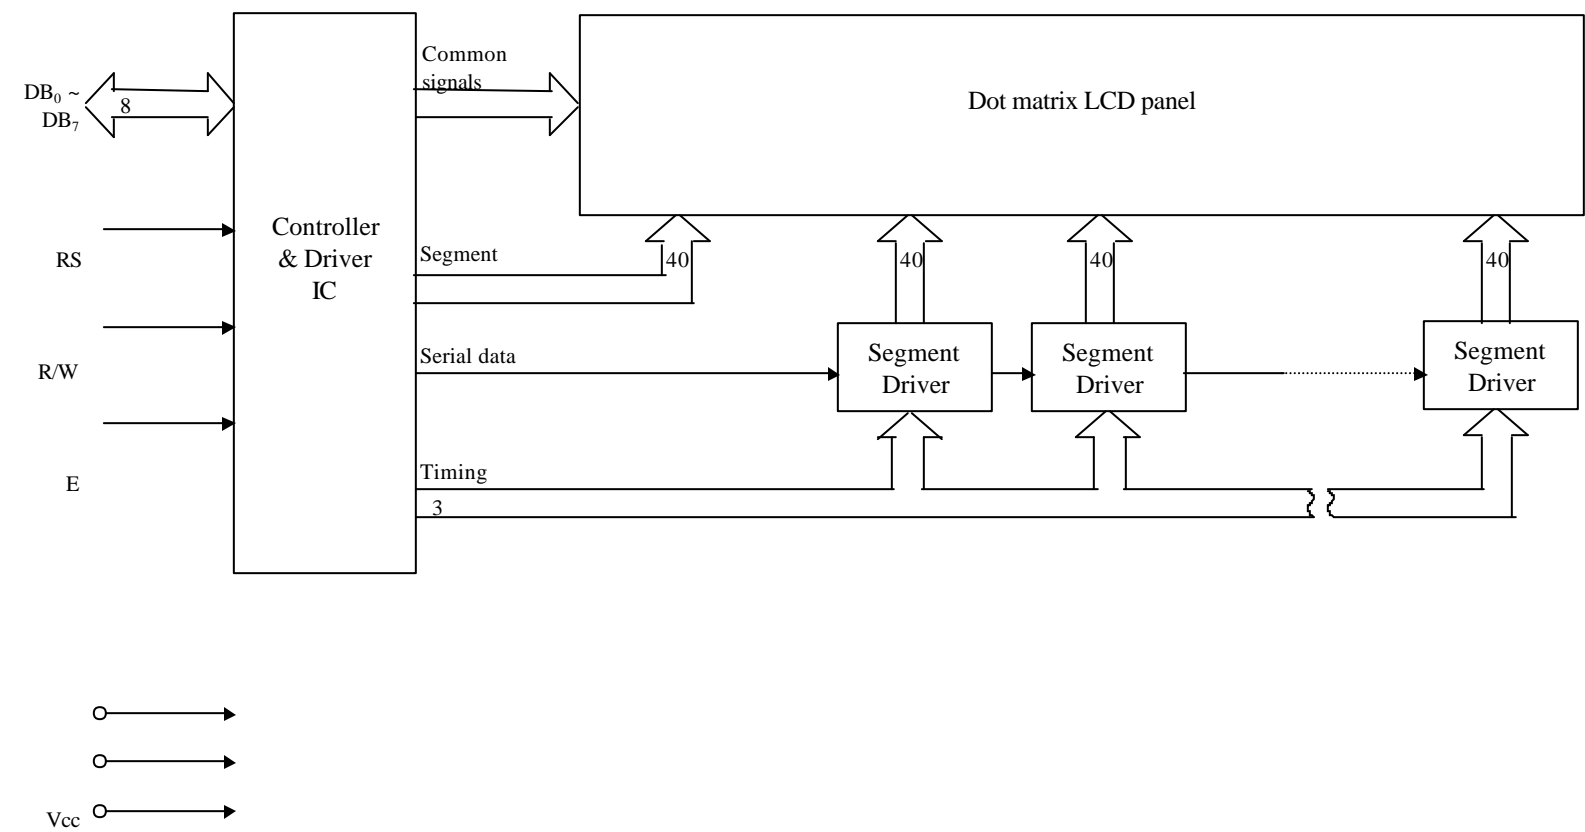 Common
signals
DB₀ ~
DB₇
8
Dot matrix LCD panel
Controller
& Driver
IC
RS
Segment
40
40
40
40
R/W
Serial data
Segment
Driver
Segment
Driver
Segment
Driver
E
Timing
3
Vcc